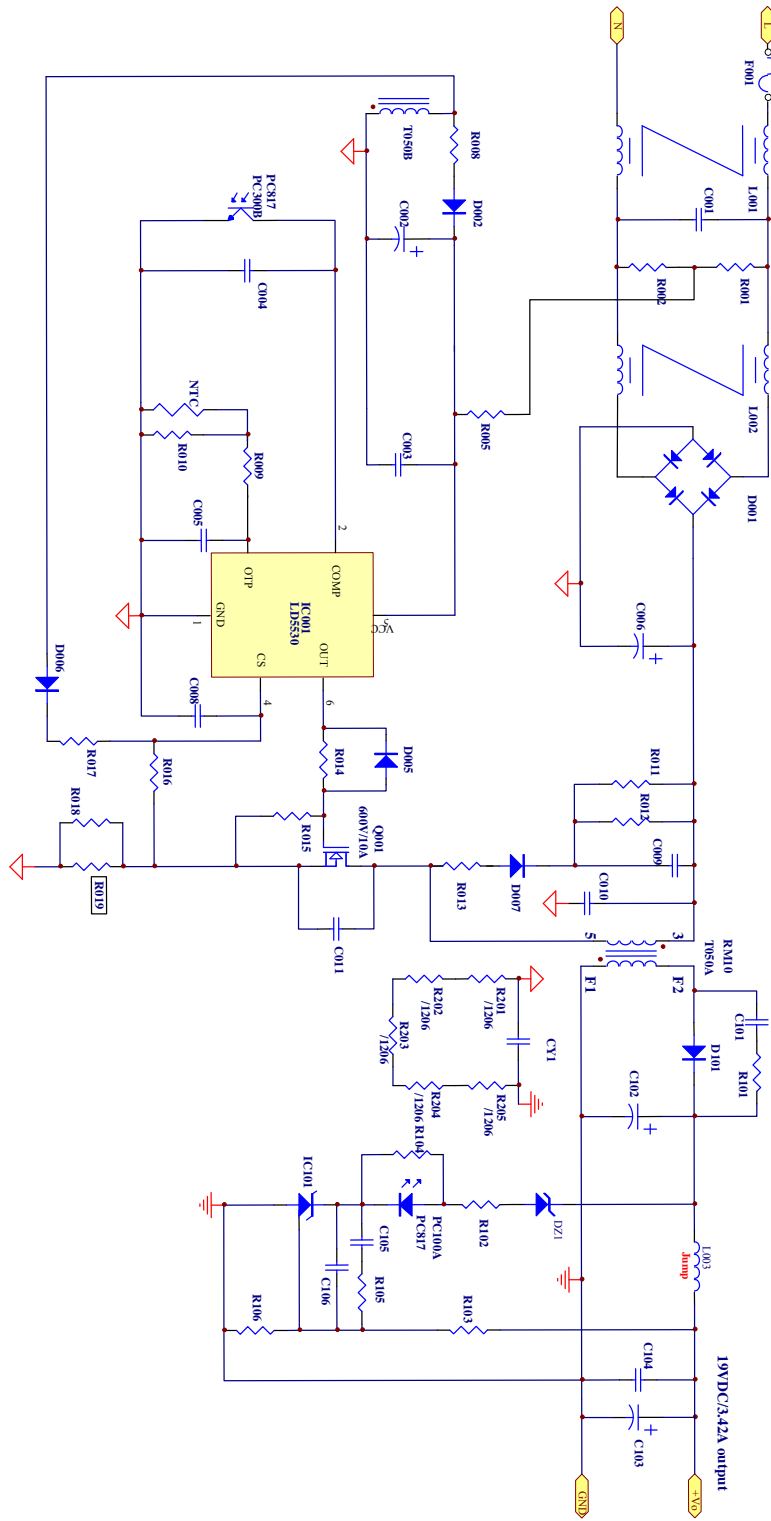 L
N
F001
L001
C001
R001
R002
L002
D001
T050B
R008
D002
C002
C003
R005
C006
PC817
PC300B
C004
NTC
R010
R009
C005
2
COMP
OTP
GND
1
IC001
LD5530
VCC
5
OUT
CS
C008
4
6
D006
R017
R016
R018
R019
R014
D005
R015
Q001
600V/10A
C011
R013
D007
R011
R012
C009
C010
5
3
RM10
T050A
F1
F2
C101
R101
D101
C102
R201
/1206
R202
/1206
R203
/1206
R204
/1206
R205
/1206
CY1
R104
IC101
PC100A
PC817
R102
DZ1
C105
R105
C106
R106
R103
L003
Jump
C104
C103
19VDC/3.42A output
GND
+Vo